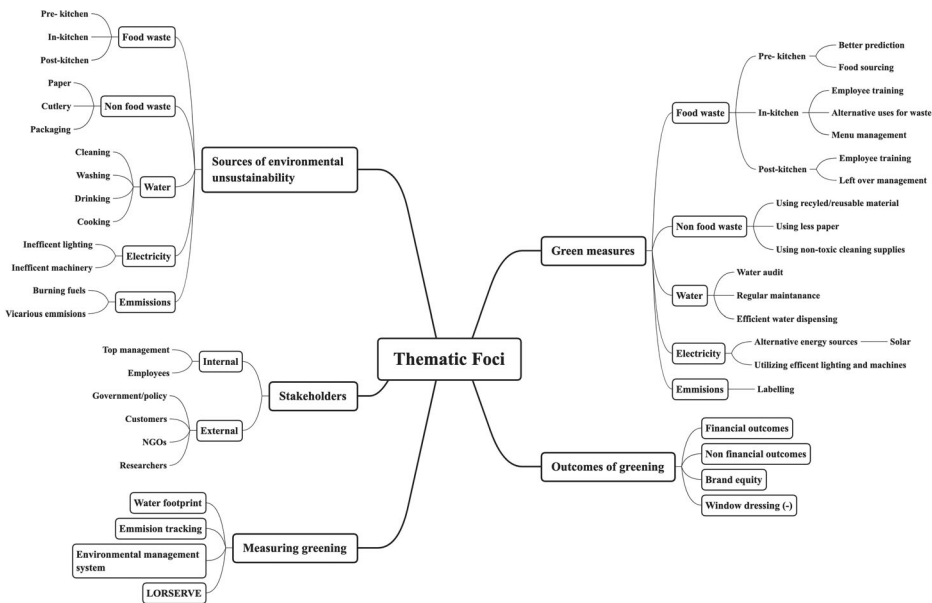 Pre- kitchen
In-kitchen
Post-kitchen
Food waste
Paper
Cutlery
Packaging
Non food waste
Cleaning
Washing
Drinking
Cooking
Water
Inefficent lighting
Inefficent machinery
Electricity
Burning fuels
Vicarious emmisions
Emmissions
Sources of environmental
unsustainability
Top management
Employees
Internal
Government/policy
Customers
NGOs
Researchers
External
Stakeholders
Water footprint
Emmision tracking
Environmental management
system
LORSERVE
Measuring greening
Thematic Foci
Green measures
Food waste
Pre- kitchen
Better prediction
Food sourcing
In-kitchen
Employee training
Alternative uses for waste
Menu management
Post-kitchen
Employee training
Left over management
Non food waste
Using recyled/reusable material
Using less paper
Using non-toxic cleaning supplies
Water
Water audit
Regular maintanance
Efficient water dispensing
Electricity
Alternative energy sources
Solar
Utilizing efficent lighting and machines
Emmisions
Labelling
Outcomes of greening
Financial outcomes
Non financial outcomes
Brand equity
Window dressing (-)